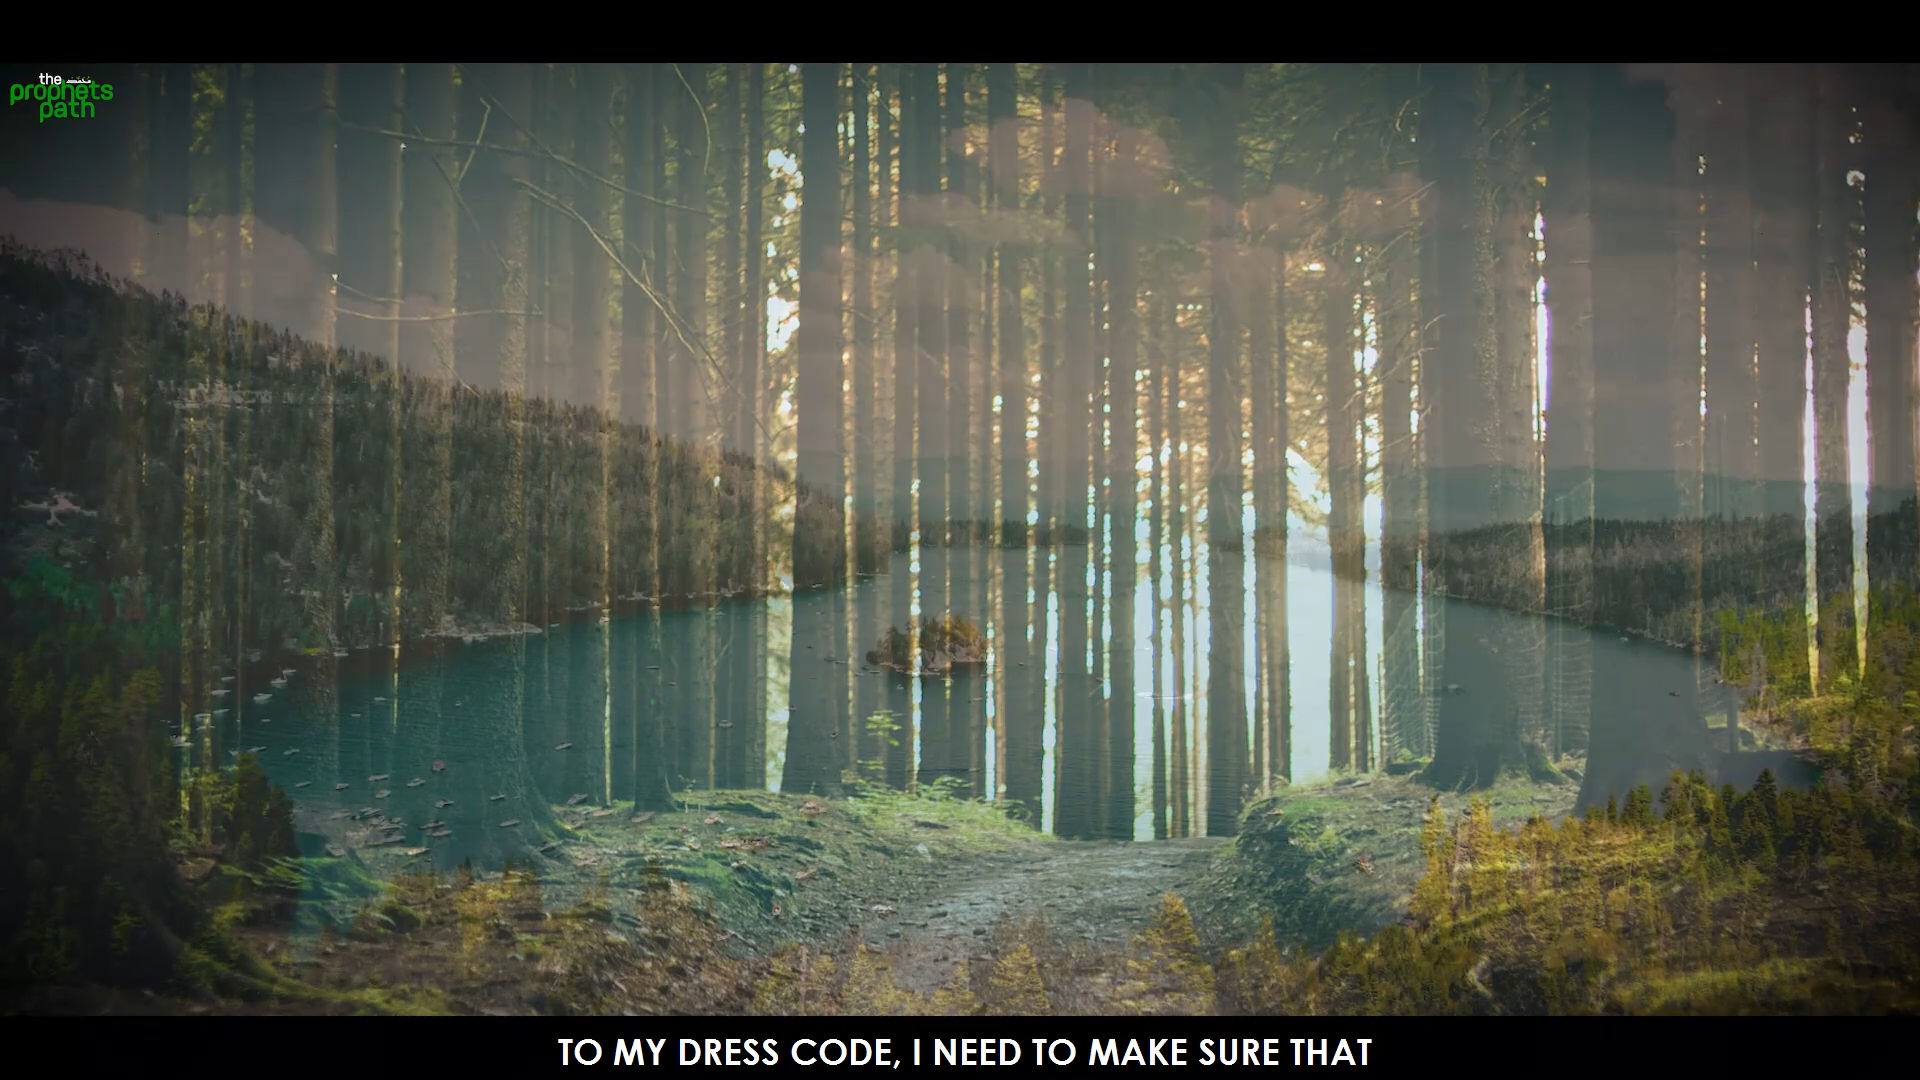 the
prophets
path
TO MY DRESS CODE, I NEED TO MAKE SURE THAT